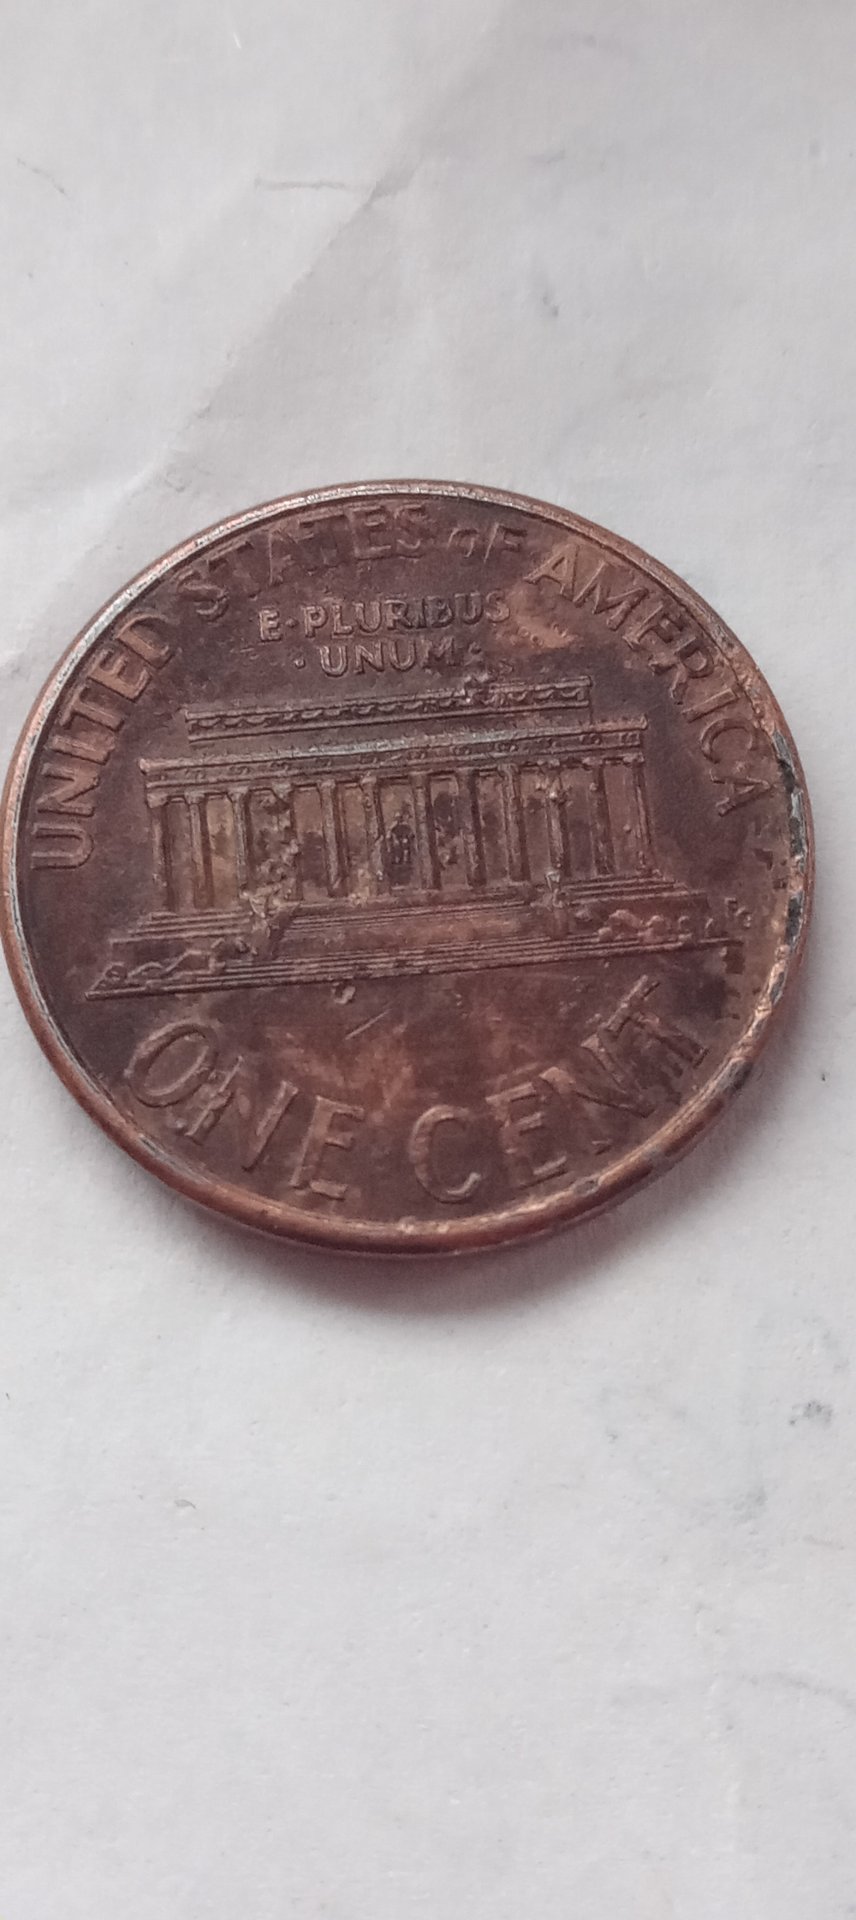 UNITED STATES OF AMERICA
E·PLURIBUS
·UNUM·
ONE CENT